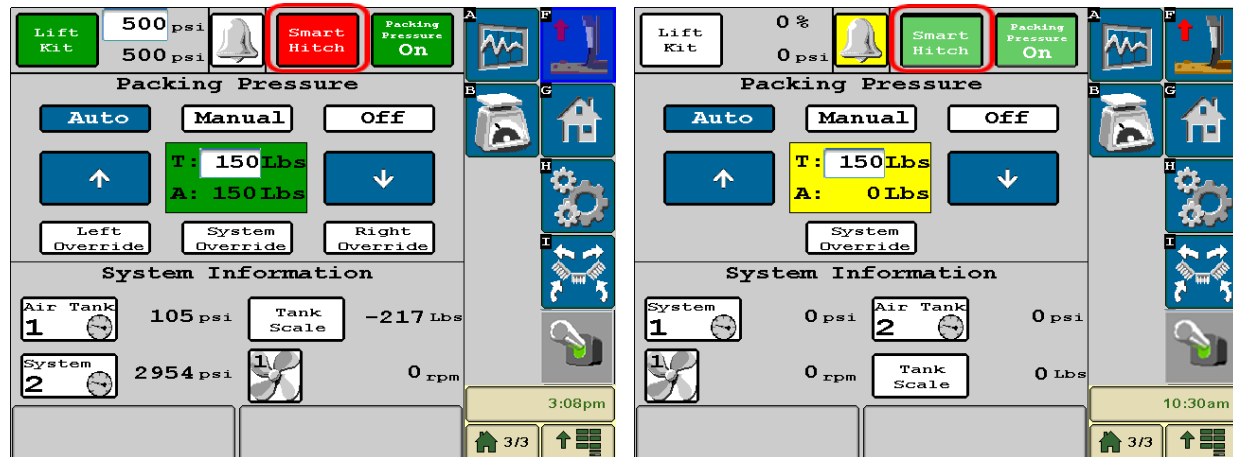 Lift Kit
500 psi
500 psi
Smart Hitch
Packing Pressure On
A
F
Packing Pressure
Auto
Manual
Off
B
G
T: 150 Lbs
A: 150 Lbs
H
Left Override
System Override
Right Override
I
System Information
Air Tank 1
105 psi
Tank Scale
-217 Lbs
System 2
2954 psi
1
0 rpm
3:08pm
3/3
Lift Kit
0 %
0 psi
Smart Hitch
Packing Pressure On
A
F
Packing Pressure
Auto
Manual
Off
B
G
T: 150 Lbs
A: 0 Lbs
H
System Override
I
System Information
System 1
0 psi
Air Tank 2
0 psi
1
0 rpm
Tank Scale
0 Lbs
10:30am
3/3